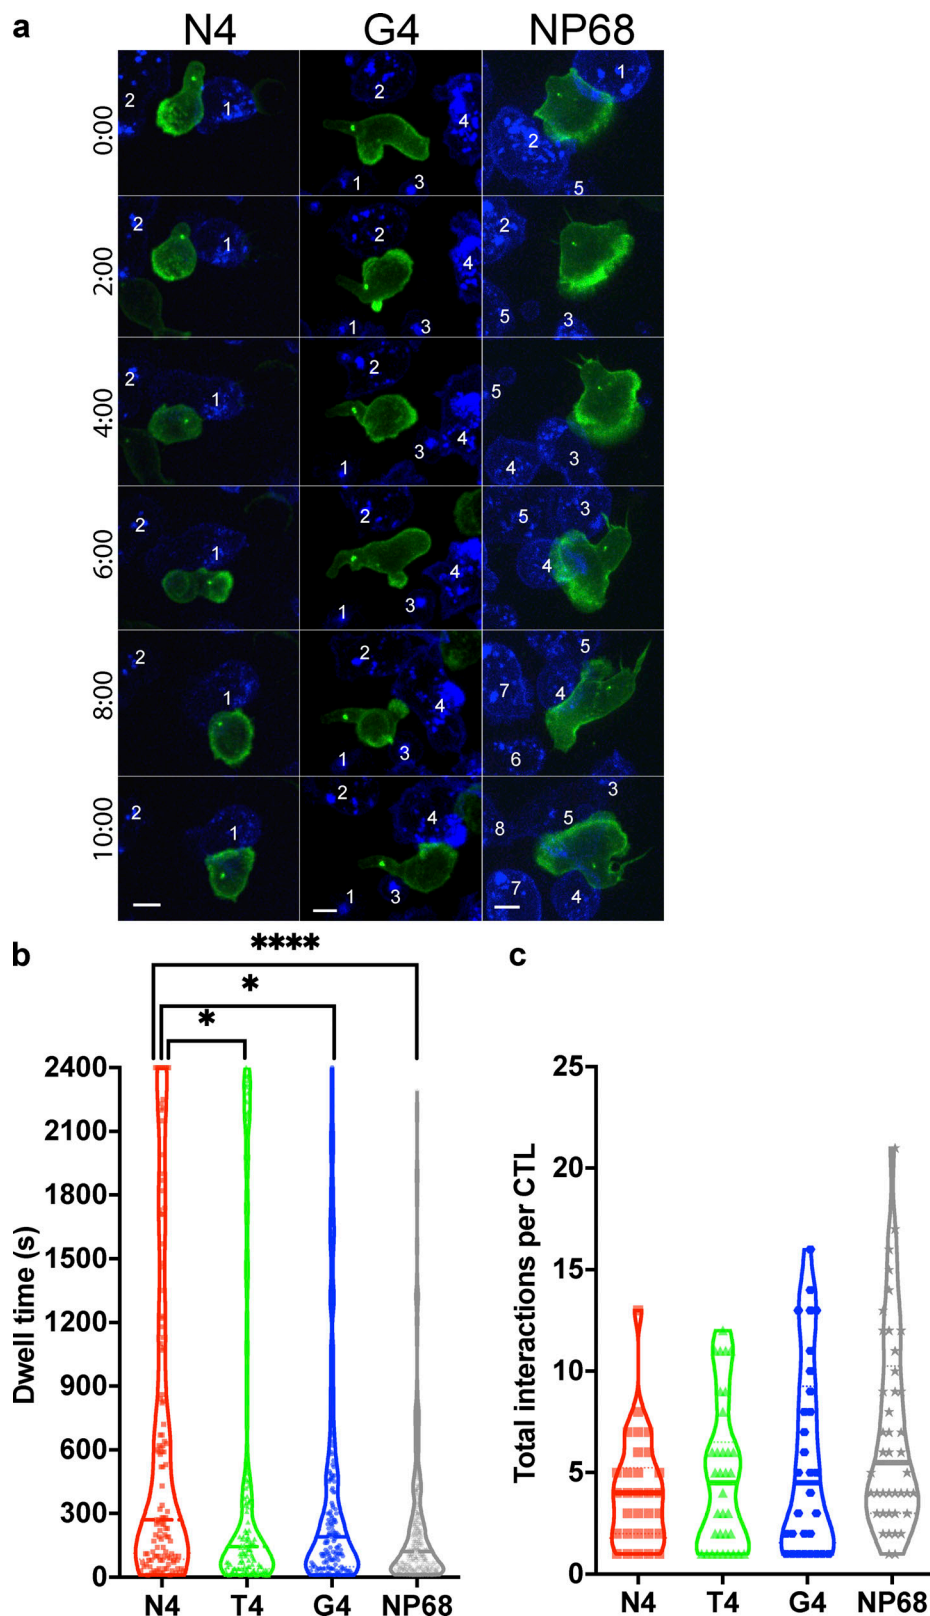 a
N4 G4 NP68
0:00
2 1
2 4 1 3
1 2 5
2:00
2 1
2 4 1 3
2 5 3
4:00
2 1
2 4 3 1
5 4 3
6:00
2 1
2 4 1 3
5 3 4
8:00
2 1
2 4 1 3
5 7 4 6
10:00
2 1
2 4 1 3
3 5 8 7 4
b
****
*
*
2400
2100
1800
1500
1200
900
600
300
0
Dwell time (s)
N4 T4 G4 NP68
c
25
20
15
10
5
0
Total interactions per CTL
N4 T4 G4 NP68